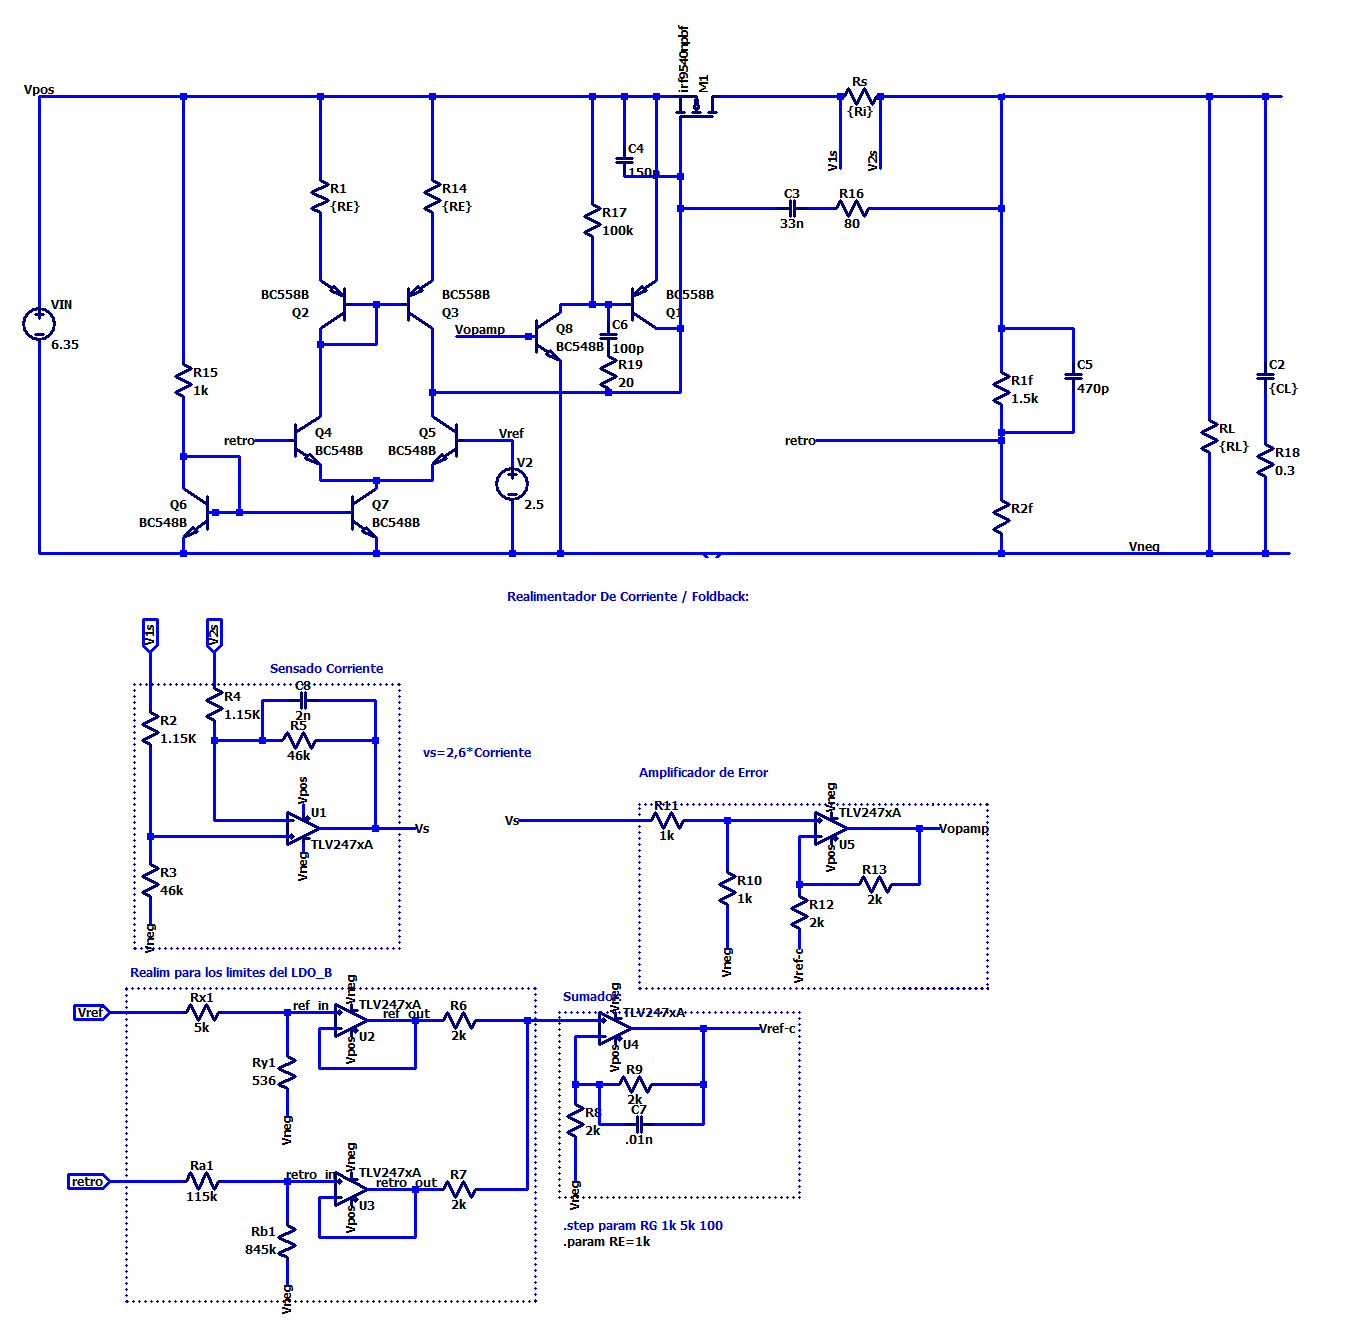 irf9540npbf
M1
Vpos
Rs
{Ri}
V1s
V2s
C4
150p
R1
{RE}
R14
{RE}
R17
100k
C3
33n
R16
80
BC558B
Q2
BC558B
Q3
BC558B
Q1
VIN
6.35
Vopamp
Q8
BC548B
C6
100p
R19
20
R15
1k
R1f
1.5k
C5
470p
C2
{CL}
retro
Q4
BC548B
Q5
BC548B
Vref
retro
RL
{RL}
R18
0.3
V2
2.5
Q6
BC548B
Q7
BC548B
R2f
Vneg
Realimentador De Corriente / Foldback:
V1s
V2s
Sensado Corriente
C8
2n
R4
1.15K
R2
1.15K
R5
46k
vs=2,6*Corriente
Vpos
U1
TLV247xA
Vneg
Vs
R3
46k
Vneg
Amplificador de Error
Vs
R11
1k
Vneg
TLV247xA
U5
Vpos
Vopamp
R10
1k
R13
2k
R12
2k
Vneg
Vref-c
Realim para los limites del LDO_B
Vref
Rx1
5k
ref_in
Vneg
TLV247xA
ref_out
U2
Vpos
R6
2k
Ry1
536
Vneg
Sumador
Vneg
TLV247xA
U4
Vpos
Vref-c
R9
2k
C7
.01n
R8
2k
Vneg
retro
Ra1
115k
retro_in
Vneg
TLV247xA
retro_out
U3
Vpos
R7
2k
Rb1
845k
Vneg
.step param RG 1k 5k 100
.param RE=1k